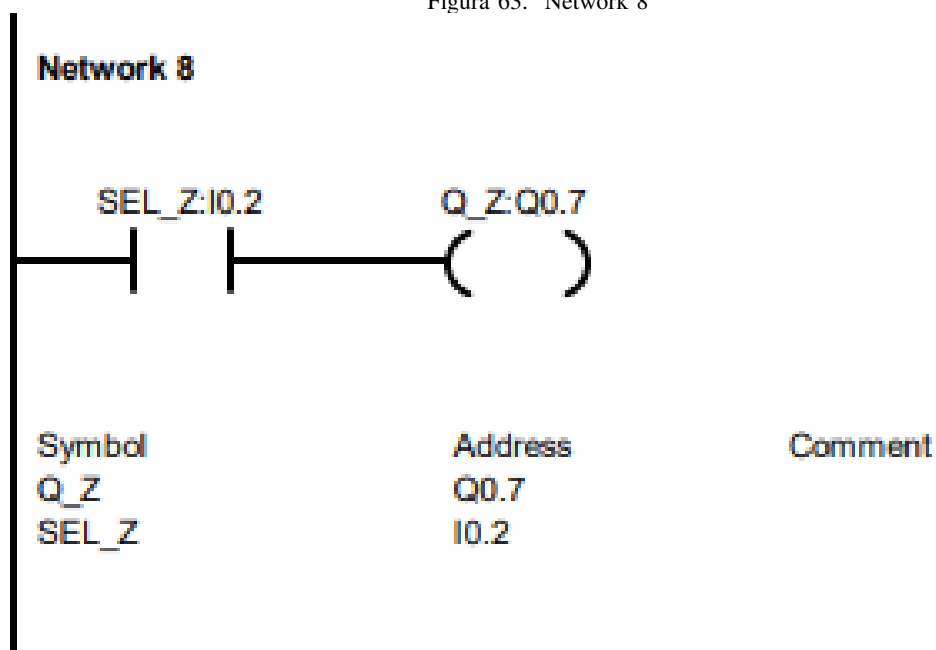 Figura 63. Network 8
Network 8
SEL_Z:I0.2 Q_Z:Q0.7
Symbol Address Comment
Q_Z Q0.7
SEL_Z I0.2